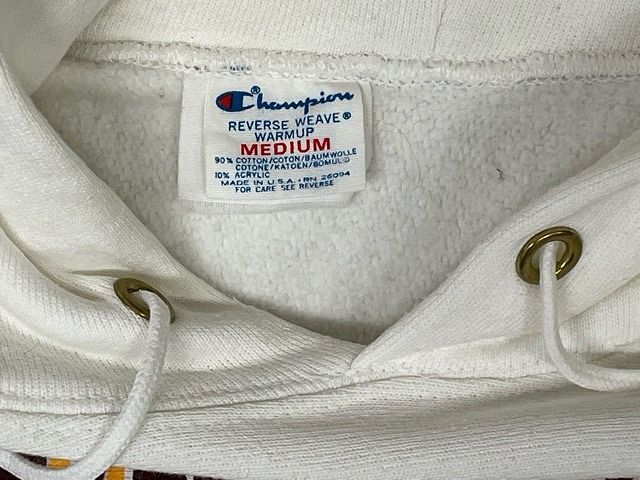 Champion®
REVERSE WEAVE®
WARMUP
MEDIUM
90% COTTON/COTON/BAUMWOLLE
COTONE/KATOEN/BOMULD
10% ACRYLIC
MADE IN U.S.A. • RN 26094
FOR CARE SEE REVERSE